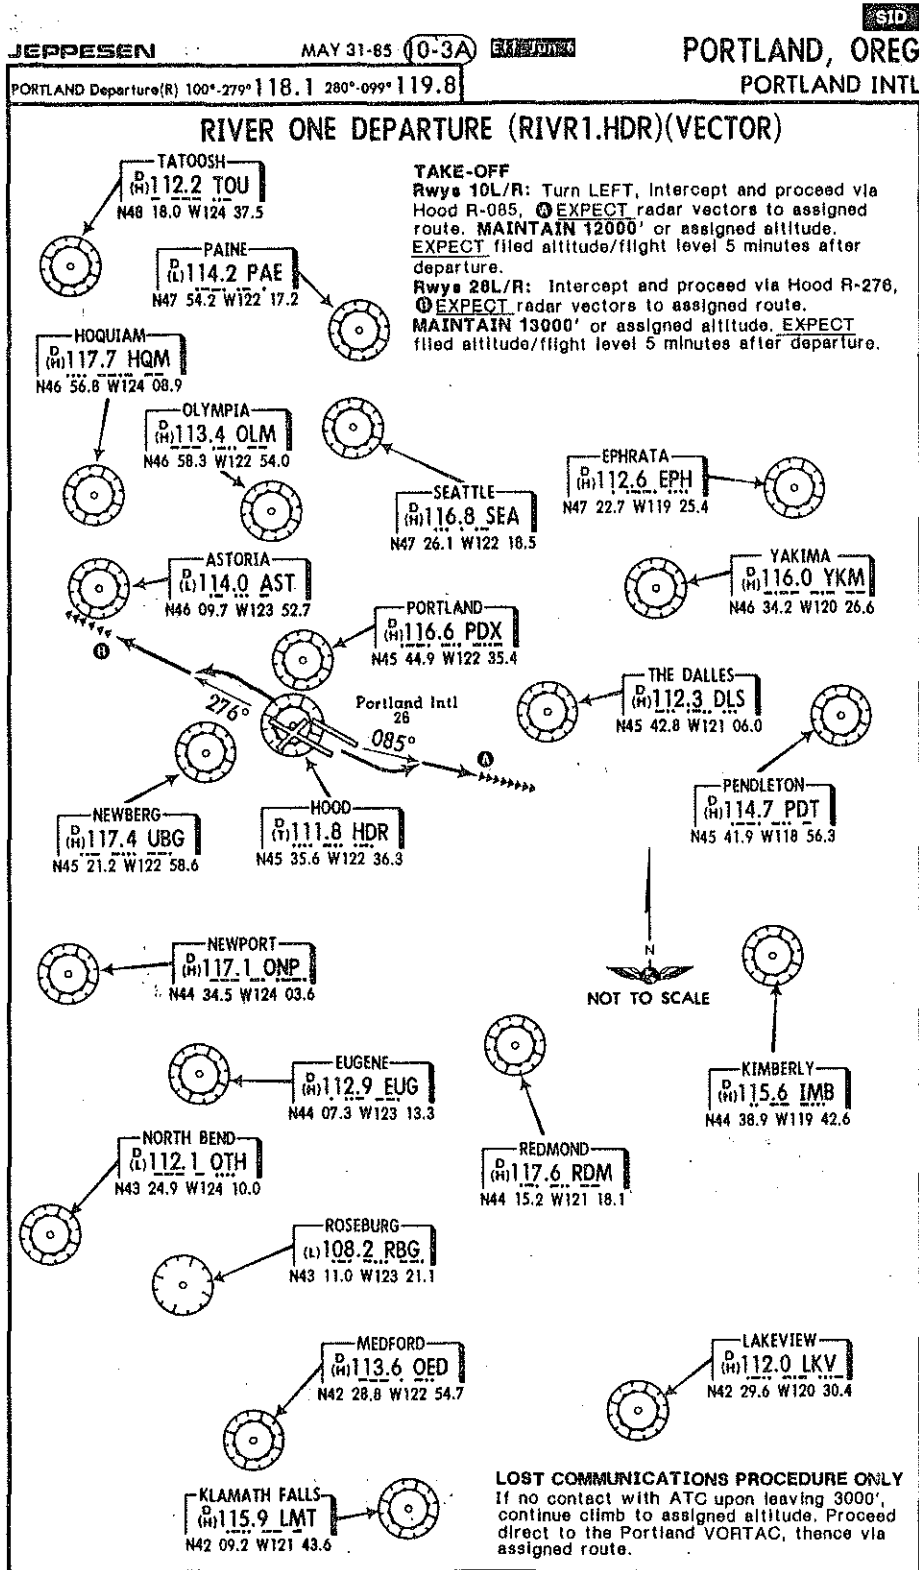 SID
JEPPESEN MAY 31-85 10-3A Eff Jun 6 PORTLAND, OREG
PORTLAND Departure(R) 100°-279° 118.1 280°-099° 119.8
PORTLAND INTL
RIVER ONE DEPARTURE (RIVR1.HDR)(VECTOR)
TAKE-OFF
Rwys 10L/R: Turn LEFT, Intercept and proceed via
Hood R-085, A EXPECT radar vectors to assigned
route. MAINTAIN 12000' or assigned altitude.
EXPECT filed altitude/flight level 5 minutes after
departure.
Rwys 28L/R: Intercept and proceed via Hood R-276,
B EXPECT radar vectors to assigned route.
MAINTAIN 13000' or assigned altitude. EXPECT
filed altitude/flight level 5 minutes after departure.
TATOOSH
D
(H)112.2 TOU
N48 18.0 W124 37.5
PAINE
D
(L)114.2 PAE
N47 54.2 W122 17.2
HOQUIAM
D
(H)117.7 HQM
N46 56.8 W124 08.9
OLYMPIA
D
(H)113.4 OLM
N46 58.3 W122 54.0
SEATTLE
D
(H)116.8 SEA
N47 26.1 W122 18.5
EPHRATA
D
(H)112.6 EPH
N47 22.7 W119 25.4
ASTORIA
D
(L)114.0 AST
N46 09.7 W123 52.7
YAKIMA
D
(H)116.0 YKM
N46 34.2 W120 26.6
PORTLAND
D
(H)116.6 PDX
N45 44.9 W122 35.4
B
276°
Portland Intl
26
085°
A
THE DALLES
D
(H)112.3 DLS
N45 42.8 W121 06.0
PENDLETON
D
(H)114.7 PDT
N45 41.9 W118 56.3
NEWBERG
D
(H)117.4 UBG
N45 21.2 W122 58.6
HOOD
D
(T)111.8 HDR
N45 35.6 W122 36.3
NEWPORT
D
(H)117.1 ONP
N44 34.5 W124 03.6
N
NOT TO SCALE
EUGENE
D
(H)112.9 EUG
N44 07.3 W123 13.3
KIMBERLY
D
(H)115.6 IMB
N44 38.9 W119 42.6
NORTH BEND
D
(L)112.1 OTH
N43 24.9 W124 10.0
REDMOND
D
(H)117.6 RDM
N44 15.2 W121 18.1
ROSEBURG
(L)108.2 RBG
N43 11.0 W123 21.1
MEDFORD
D
(H)113.6 OED
N42 28.8 W122 54.7
LAKEVIEW
D
(H)112.0 LKV
N42 29.6 W120 30.4
KLAMATH FALLS
D
(H)115.9 LMT
N42 09.2 W121 43.6
LOST COMMUNICATIONS PROCEDURE ONLY
If no contact with ATC upon leaving 3000',
continue climb to assigned altitude. Proceed
direct to the Portland VORTAC, thence via
assigned route.